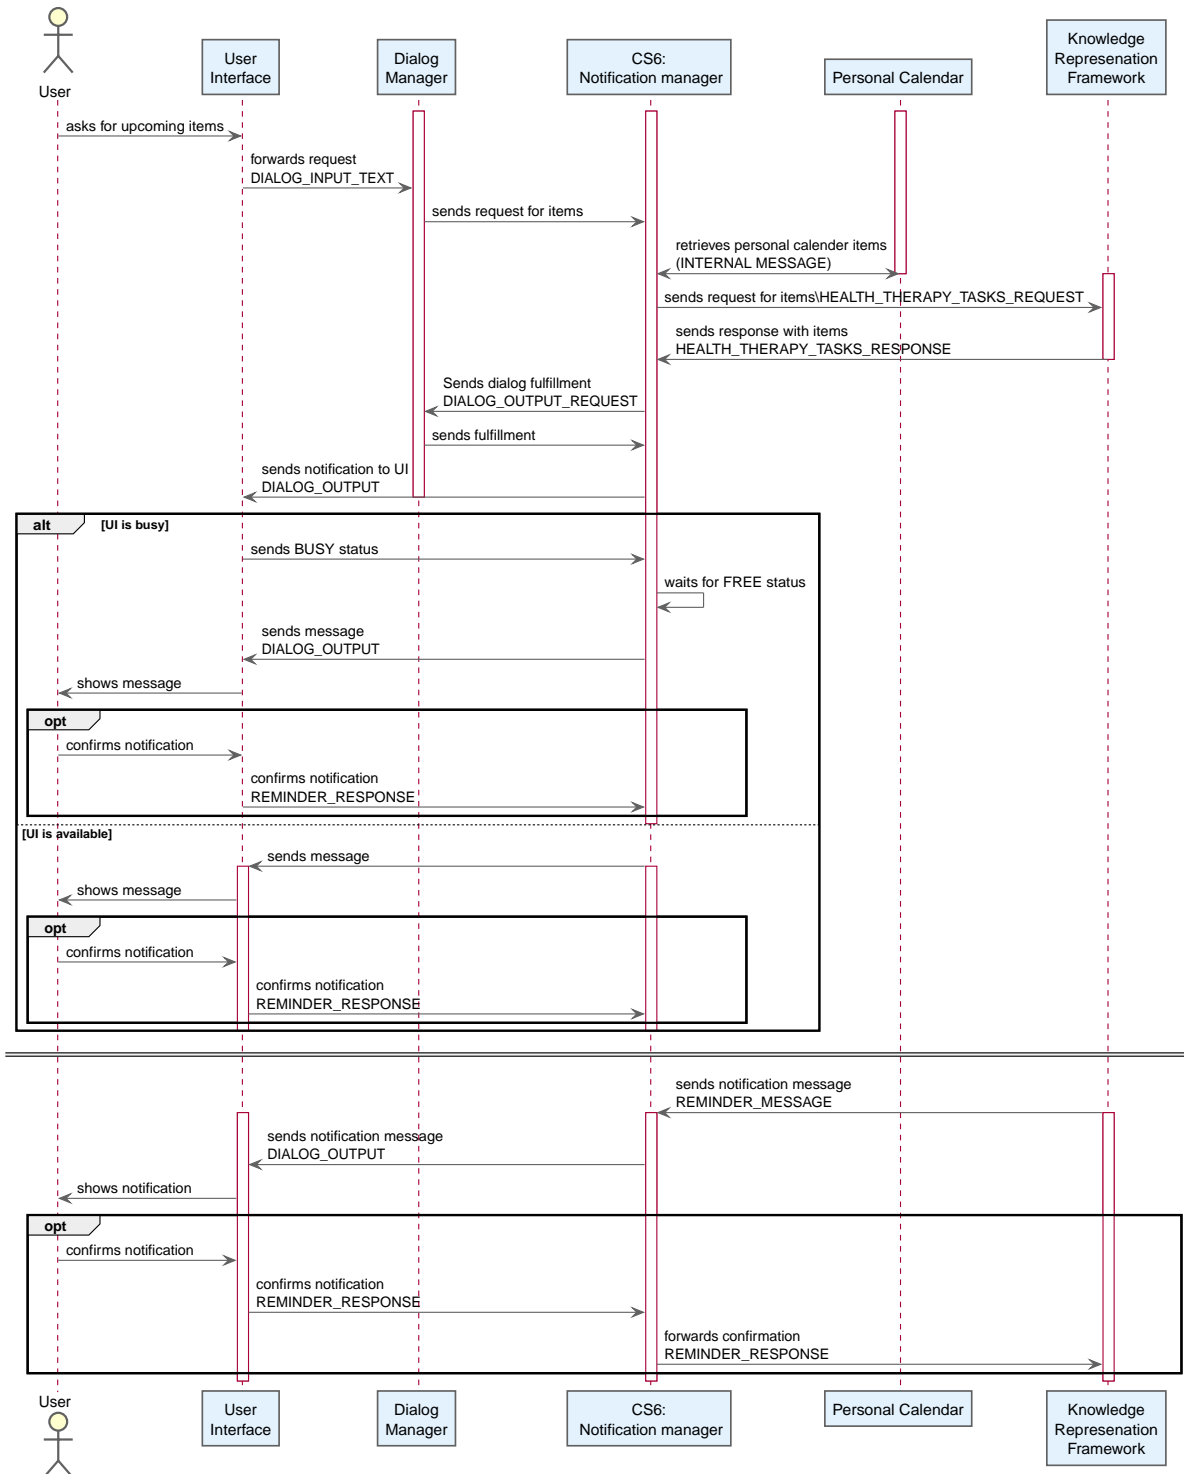 User
User
Interface
Dialog
Manager
CS6:
Notification manager
Personal Calendar
Knowledge
Represenation
Framework
asks for upcoming items
forwards request
DIALOG_INPUT_TEXT
sends request for items
retrieves personal calender items
(INTERNAL MESSAGE)
sends request for items\HEALTH_THERAPY_TASKS_REQUEST
sends response with items
HEALTH_THERAPY_TASKS_RESPONSE
Sends dialog fulfillment
DIALOG_OUTPUT_REQUEST
sends fulfillment
sends notification to UI
DIALOG_OUTPUT
alt
[UI is busy]
sends BUSY status
waits for FREE status
sends message
DIALOG_OUTPUT
shows message
opt
confirms notification
confirms notification
REMINDER_RESPONSE
[UI is available]
sends message
shows message
opt
confirms notification
confirms notification
REMINDER_RESPONSE
sends notification message
REMINDER_MESSAGE
sends notification message
DIALOG_OUTPUT
shows notification
opt
confirms notification
confirms notification
REMINDER_RESPONSE
forwards confirmation
REMINDER_RESPONSE
User
User
Interface
Dialog
Manager
CS6:
Notification manager
Personal Calendar
Knowledge
Represenation
Framework